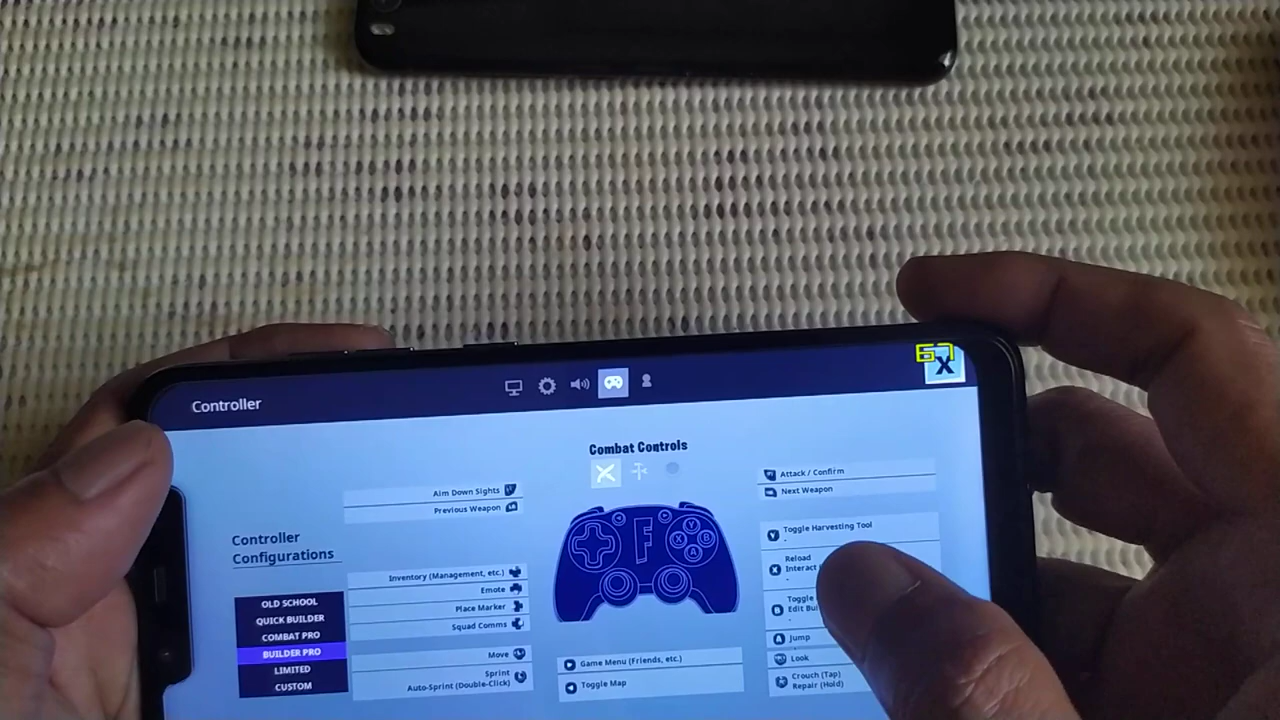 67
X
Controller
Combat Controls
Aim Down Sights
Previous Weapon
Attack / Confirm
Next Weapon
Controller
Configurations
OLD SCHOOL
QUICK BUILDER
COMBAT PRO
BUILDER PRO
LIMITED
CUSTOM
Inventory (Management, etc.)
Emote
Place Marker
Squad Comms
Move
Sprint
Auto-Sprint (Double-Click)
F
Y
X
B
A
Game Menu (Friends, etc.)
Toggle Map
Y Toggle Harvesting Tool
-
X Reload
Interact
-
B Toggle
Edit
-
A Jump
Look
Crouch (Tap)
Repair (Hold)